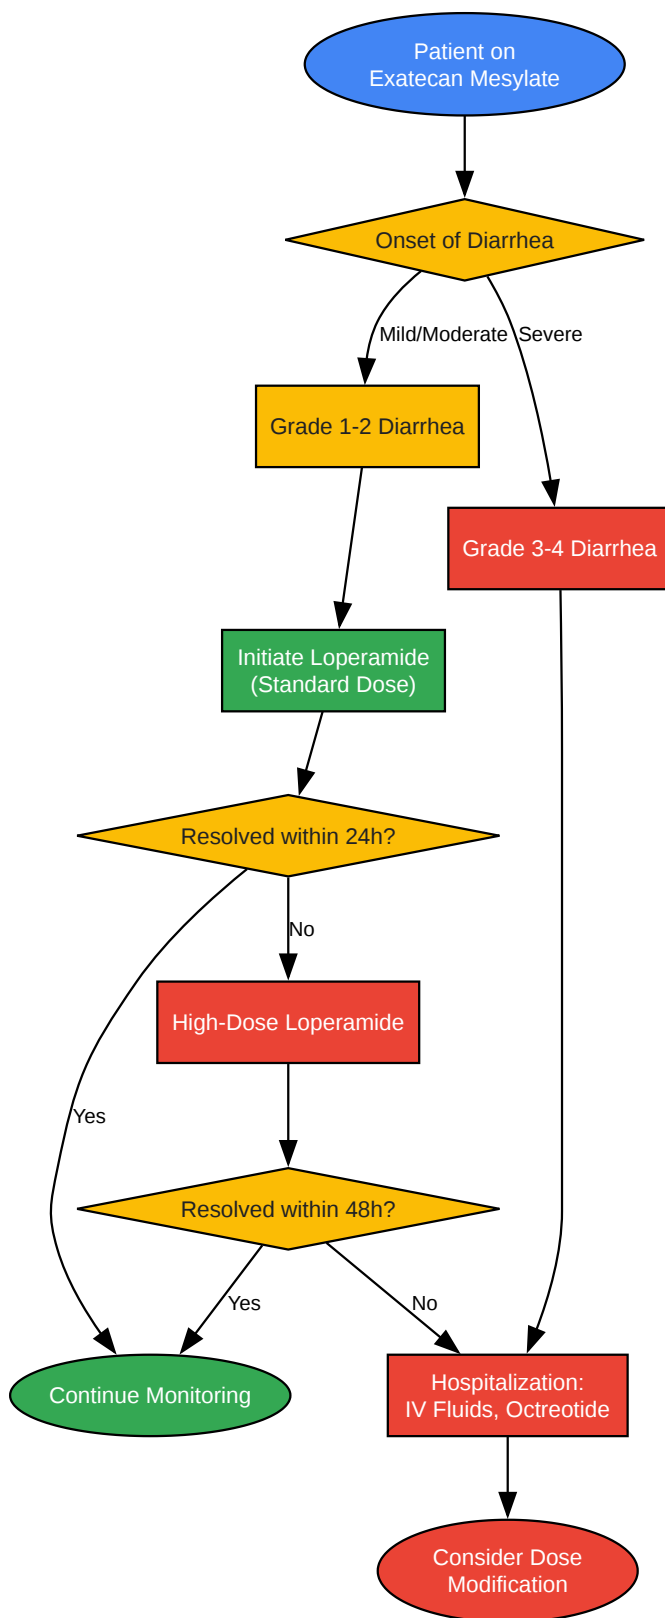 Patient on
Exatecan Mesylate
Onset of Diarrhea
Mild/Moderate
Severe
Grade 1-2 Diarrhea
Grade 3-4 Diarrhea
Initiate Loperamide
(Standard Dose)
Resolved within 24h?
No
High-Dose Loperamide
Yes
Resolved within 48h?
Yes
No
Continue Monitoring
Hospitalization:
IV Fluids, Octreotide
Consider Dose
Modification